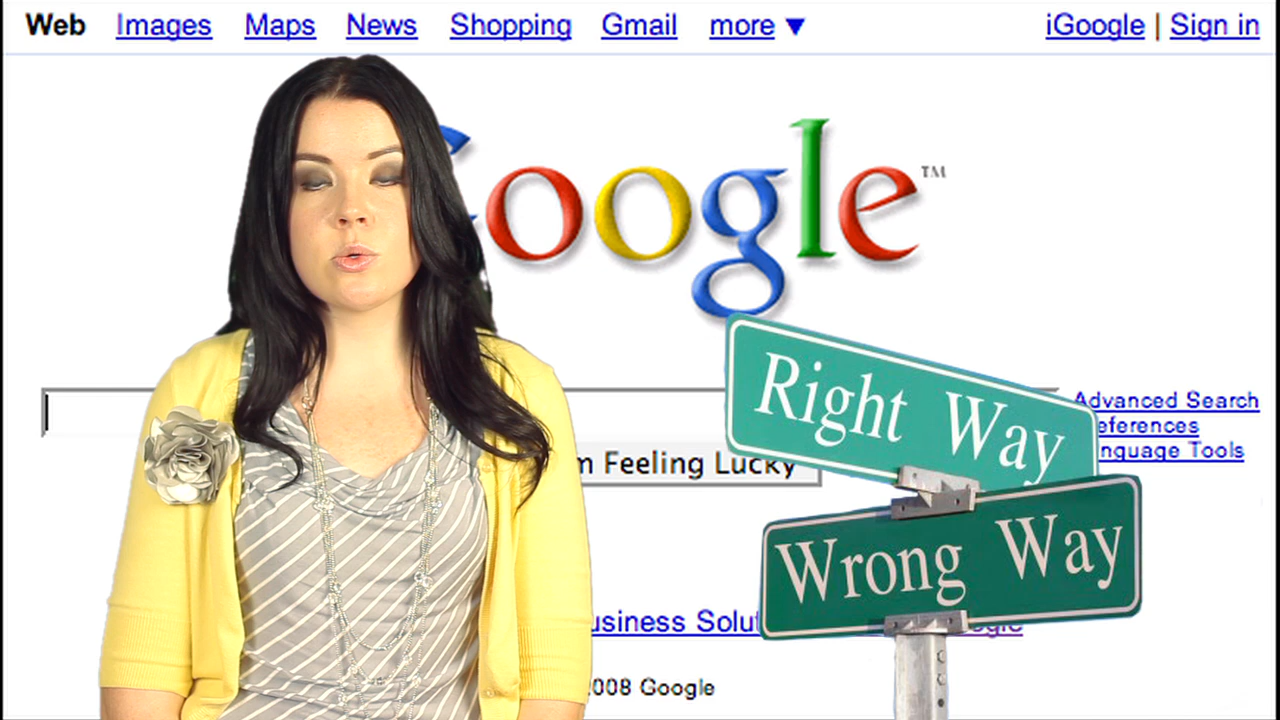 Web Images Maps News Shopping Gmail more ▼ iGoogle | Sign in
oogle™
Advanced Search
eferences
nguage Tools
m Feeling Lucky
Right Way
Wrong Way
usiness Solut
2008 Google